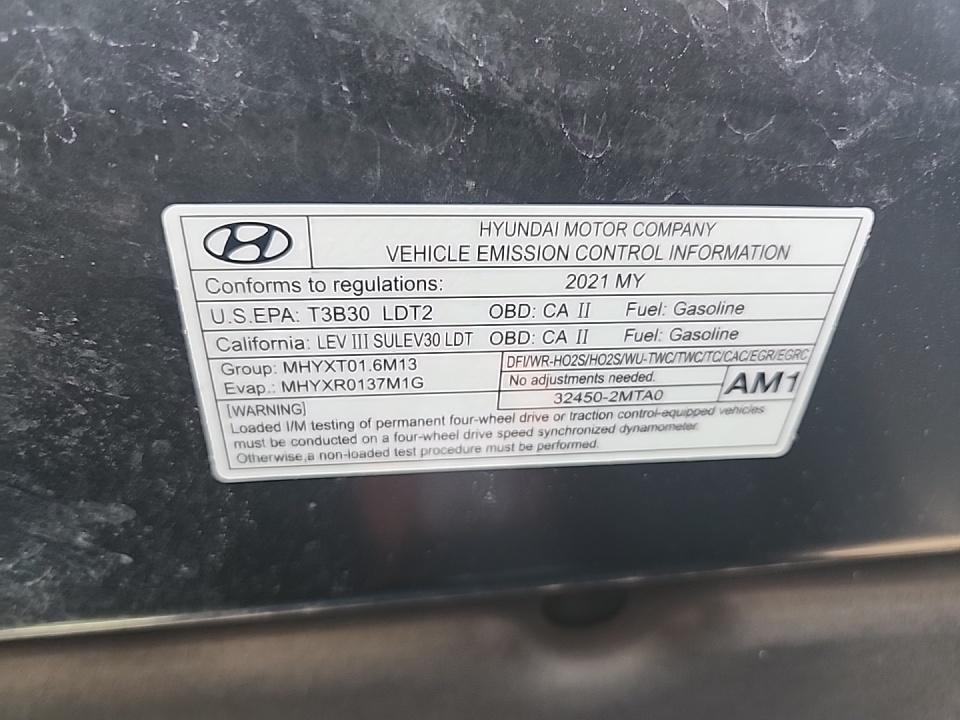 HYUNDAI MOTOR COMPANY
VEHICLE EMISSION CONTROL INFORMATION
Conforms to regulations: 2021 MY
U.S.EPA: T3B30 LDT2 OBD: CA II Fuel: Gasoline
California: LEV III SULEV30 LDT OBD: CA II Fuel: Gasoline
Group: MHYXT01.6M13
Evap.: MHYXR0137M1G
DFI/WR-HO2S/HO2S/WU-TWC/TWC/TC/CAC/EGR/EGRC
No adjustments needed.
32450-2MTA0
AM1
[WARNING]
Loaded I/M testing of permanent four-wheel drive or traction control-equipped vehicles
must be conducted on a four-wheel drive speed synchronized dynamometer.
Otherwise,a non-loaded test procedure must be performed.